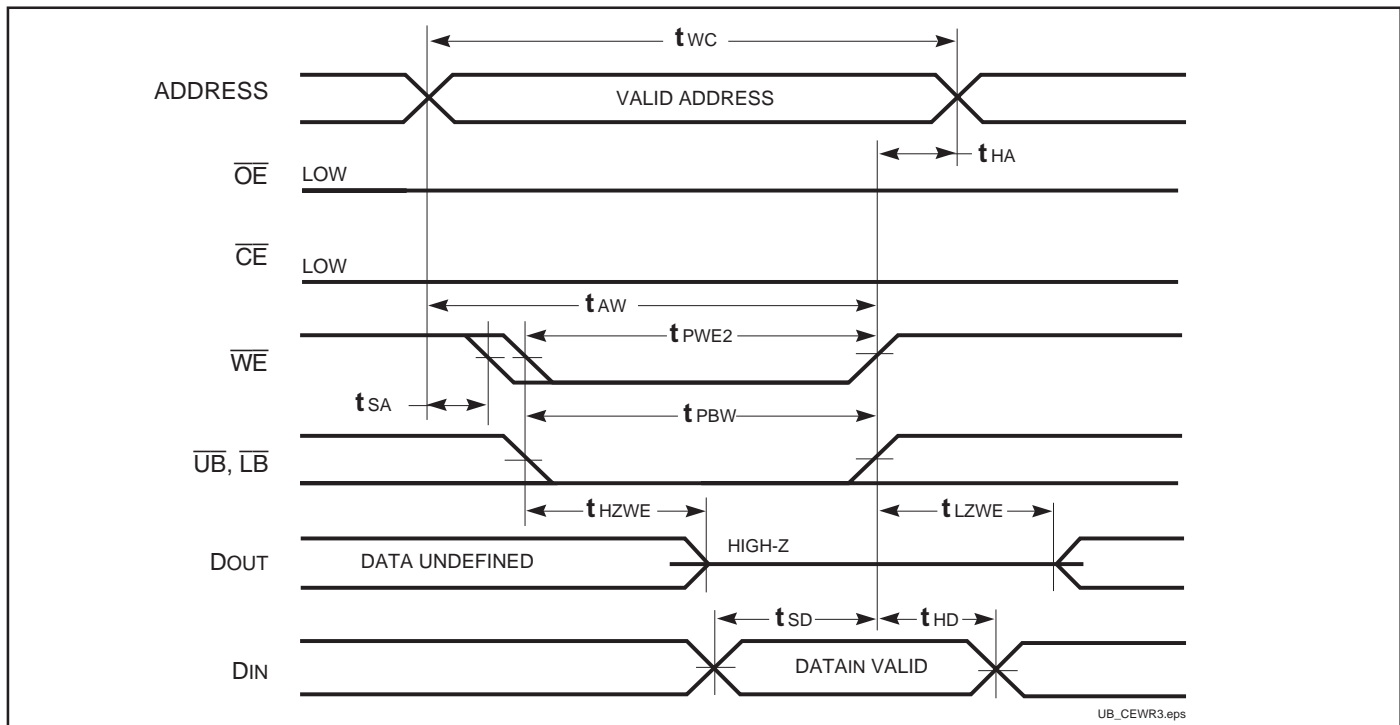 tWC
ADDRESS
VALID ADDRESS
tHA
OE
LOW
CE
LOW
tAW
WE
tPWE2
tSA
tPBW
UB, LB
tHZWE
tLZWE
DOUT
DATA UNDEFINED
HIGH-Z
tSD
tHD
DIN
DATAIN VALID
UB_CEWR3.eps